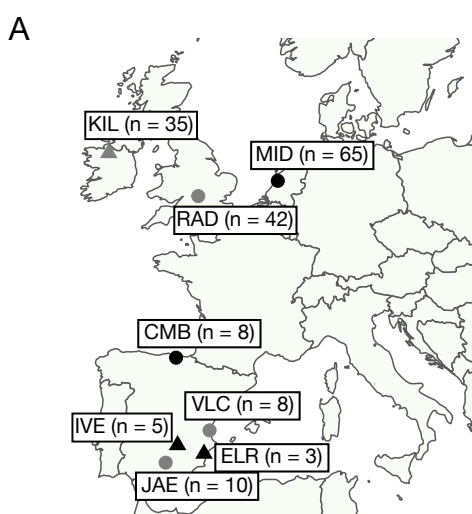 A
KIL (n = 35)
MID (n = 65)
RAD (n = 42)
CMB (n = 8)
VLC (n = 8)
IVE (n = 5)
ELR (n = 3)
JAE (n = 10)